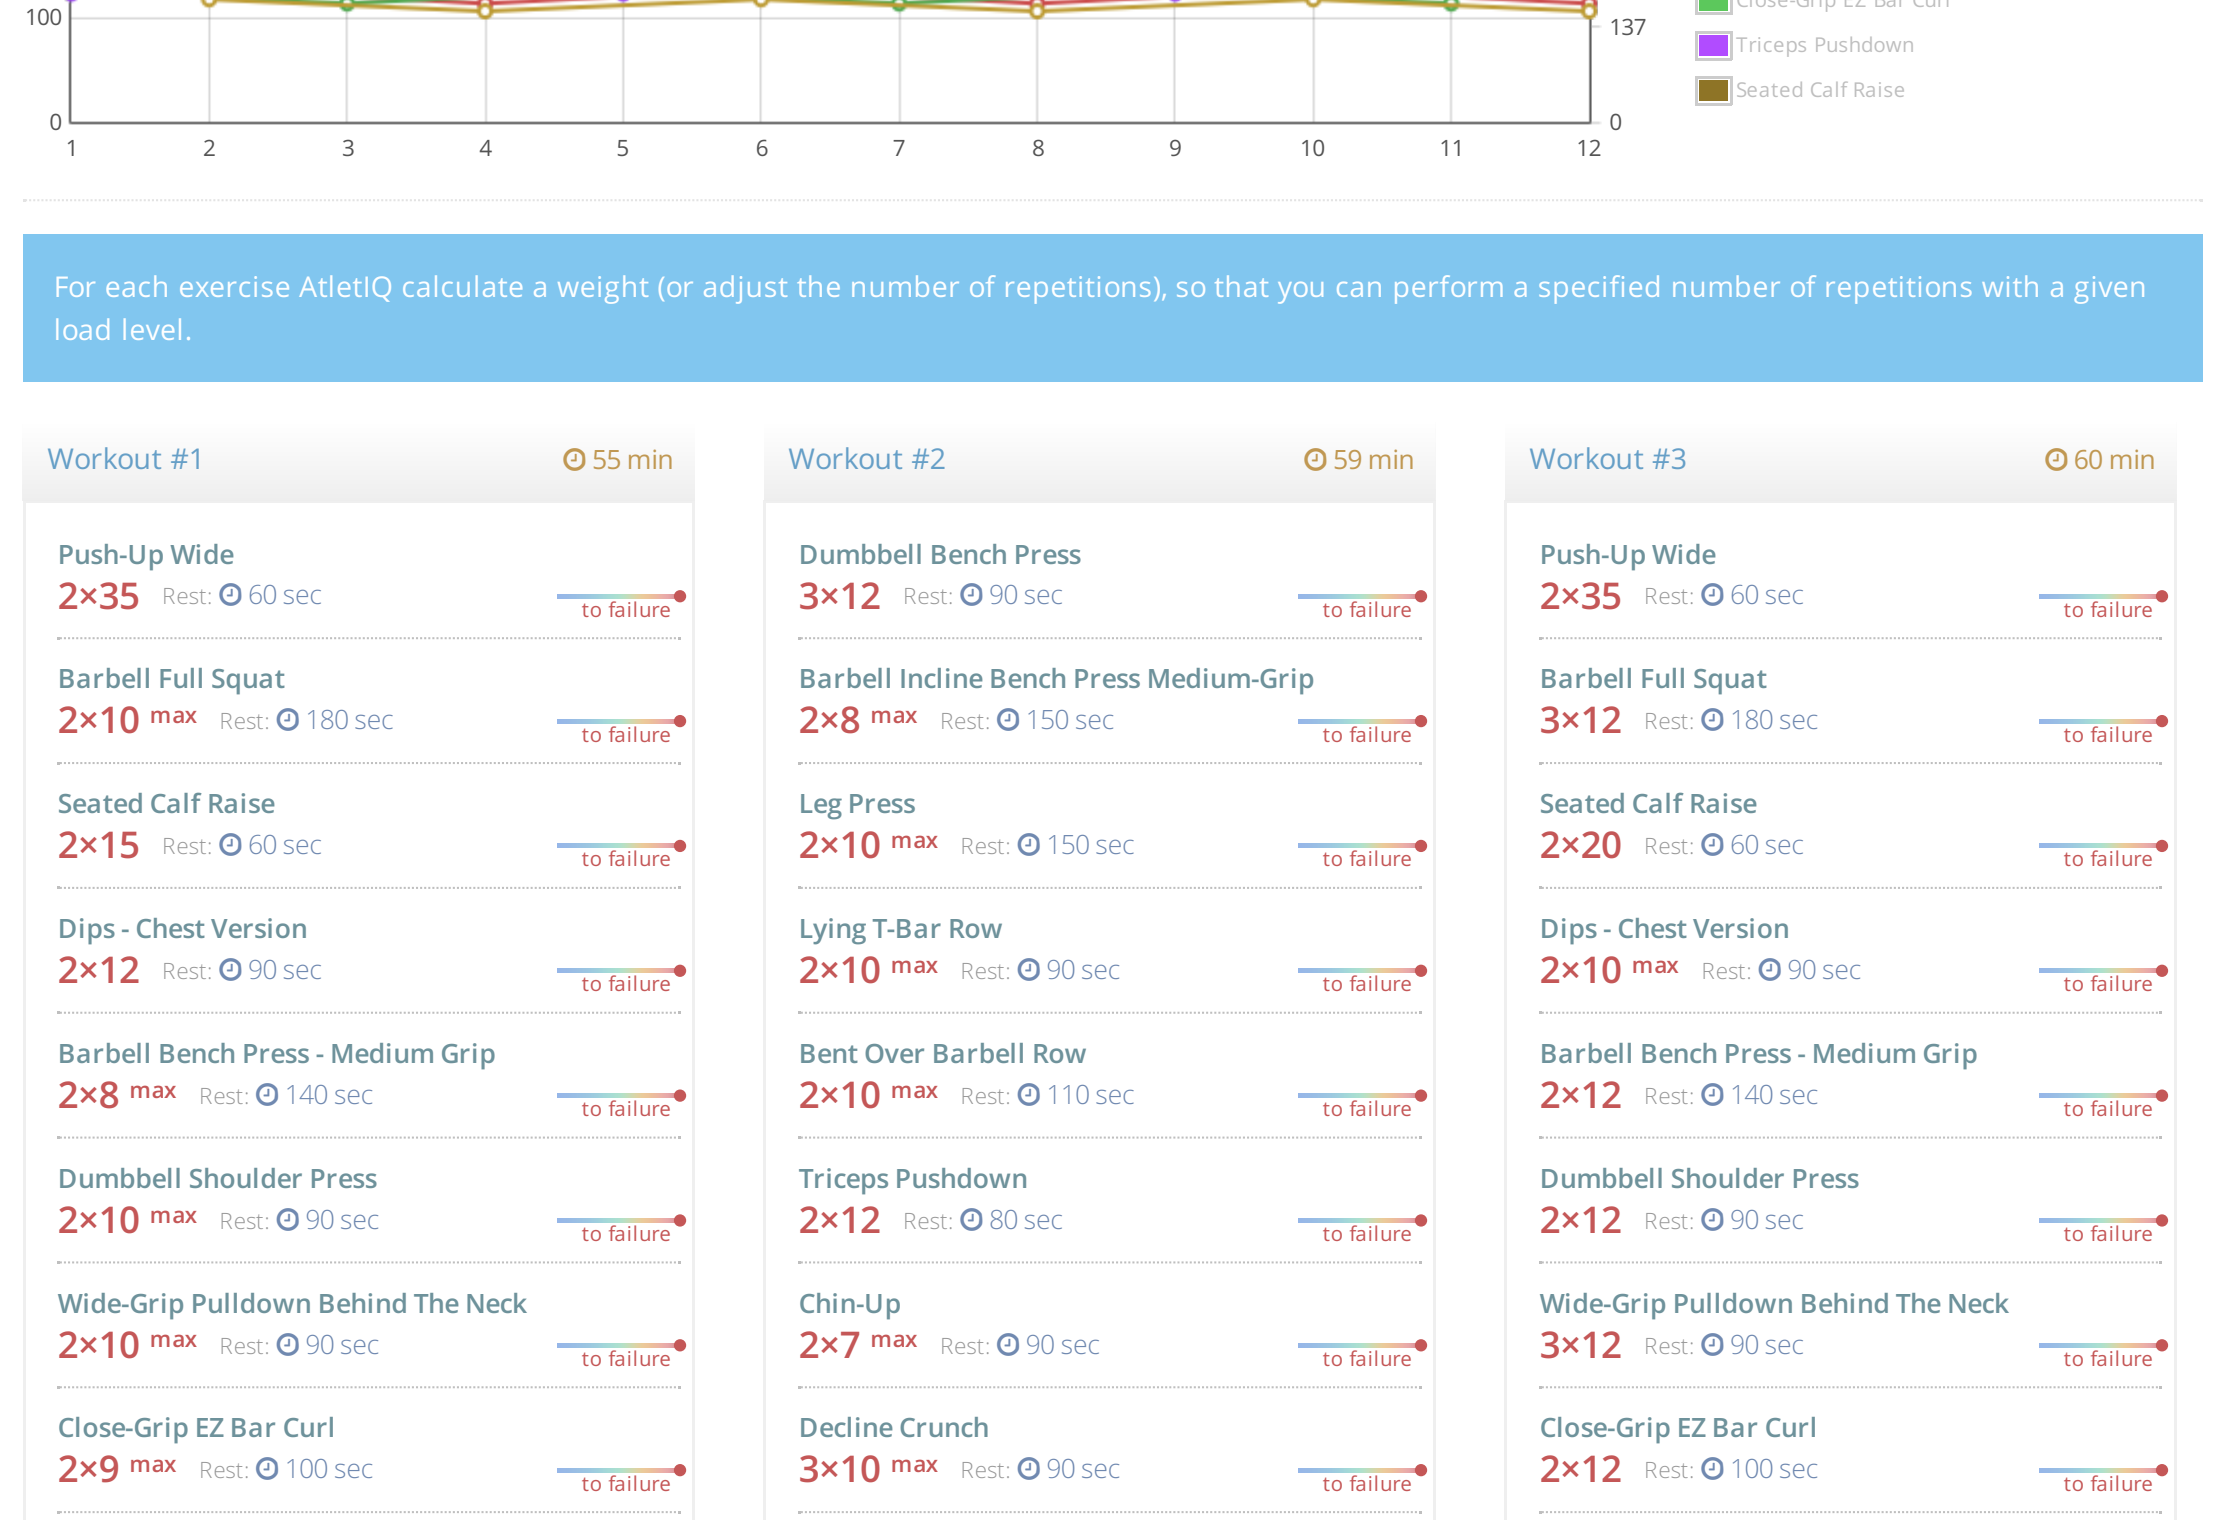 100
137
Close-Grip EZ Bar Curl
Triceps Pushdown
Seated Calf Raise
0
0
1 2 3 4 5 6 7 8 9 10 11 12
For each exercise AtletIQ calculate a weight (or adjust the number of repetitions), so that you can perform a specified number of repetitions with a given
load level.
Workout #1 55 min
Push-Up Wide
2×35 Rest: 60 sec
to failure
Barbell Full Squat
2×10 max Rest: 180 sec
to failure
Seated Calf Raise
2×15 Rest: 60 sec
to failure
Dips - Chest Version
2×12 Rest: 90 sec
to failure
Barbell Bench Press - Medium Grip
2×8 max Rest: 140 sec
to failure
Dumbbell Shoulder Press
2×10 max Rest: 90 sec
to failure
Wide-Grip Pulldown Behind The Neck
2×10 max Rest: 90 sec
to failure
Close-Grip EZ Bar Curl
2×9 max Rest: 100 sec
to failure
Workout #2 59 min
Dumbbell Bench Press
3×12 Rest: 90 sec
to failure
Barbell Incline Bench Press Medium-Grip
2×8 max Rest: 150 sec
to failure
Leg Press
2×10 max Rest: 150 sec
to failure
Lying T-Bar Row
2×10 max Rest: 90 sec
to failure
Bent Over Barbell Row
2×10 max Rest: 110 sec
to failure
Triceps Pushdown
2×12 Rest: 80 sec
to failure
Chin-Up
2×7 max Rest: 90 sec
to failure
Decline Crunch
3×10 max Rest: 90 sec
to failure
Workout #3 60 min
Push-Up Wide
2×35 Rest: 60 sec
to failure
Barbell Full Squat
3×12 Rest: 180 sec
to failure
Seated Calf Raise
2×20 Rest: 60 sec
to failure
Dips - Chest Version
2×10 max Rest: 90 sec
to failure
Barbell Bench Press - Medium Grip
2×12 Rest: 140 sec
to failure
Dumbbell Shoulder Press
2×12 Rest: 90 sec
to failure
Wide-Grip Pulldown Behind The Neck
3×12 Rest: 90 sec
to failure
Close-Grip EZ Bar Curl
2×12 Rest: 100 sec
to failure